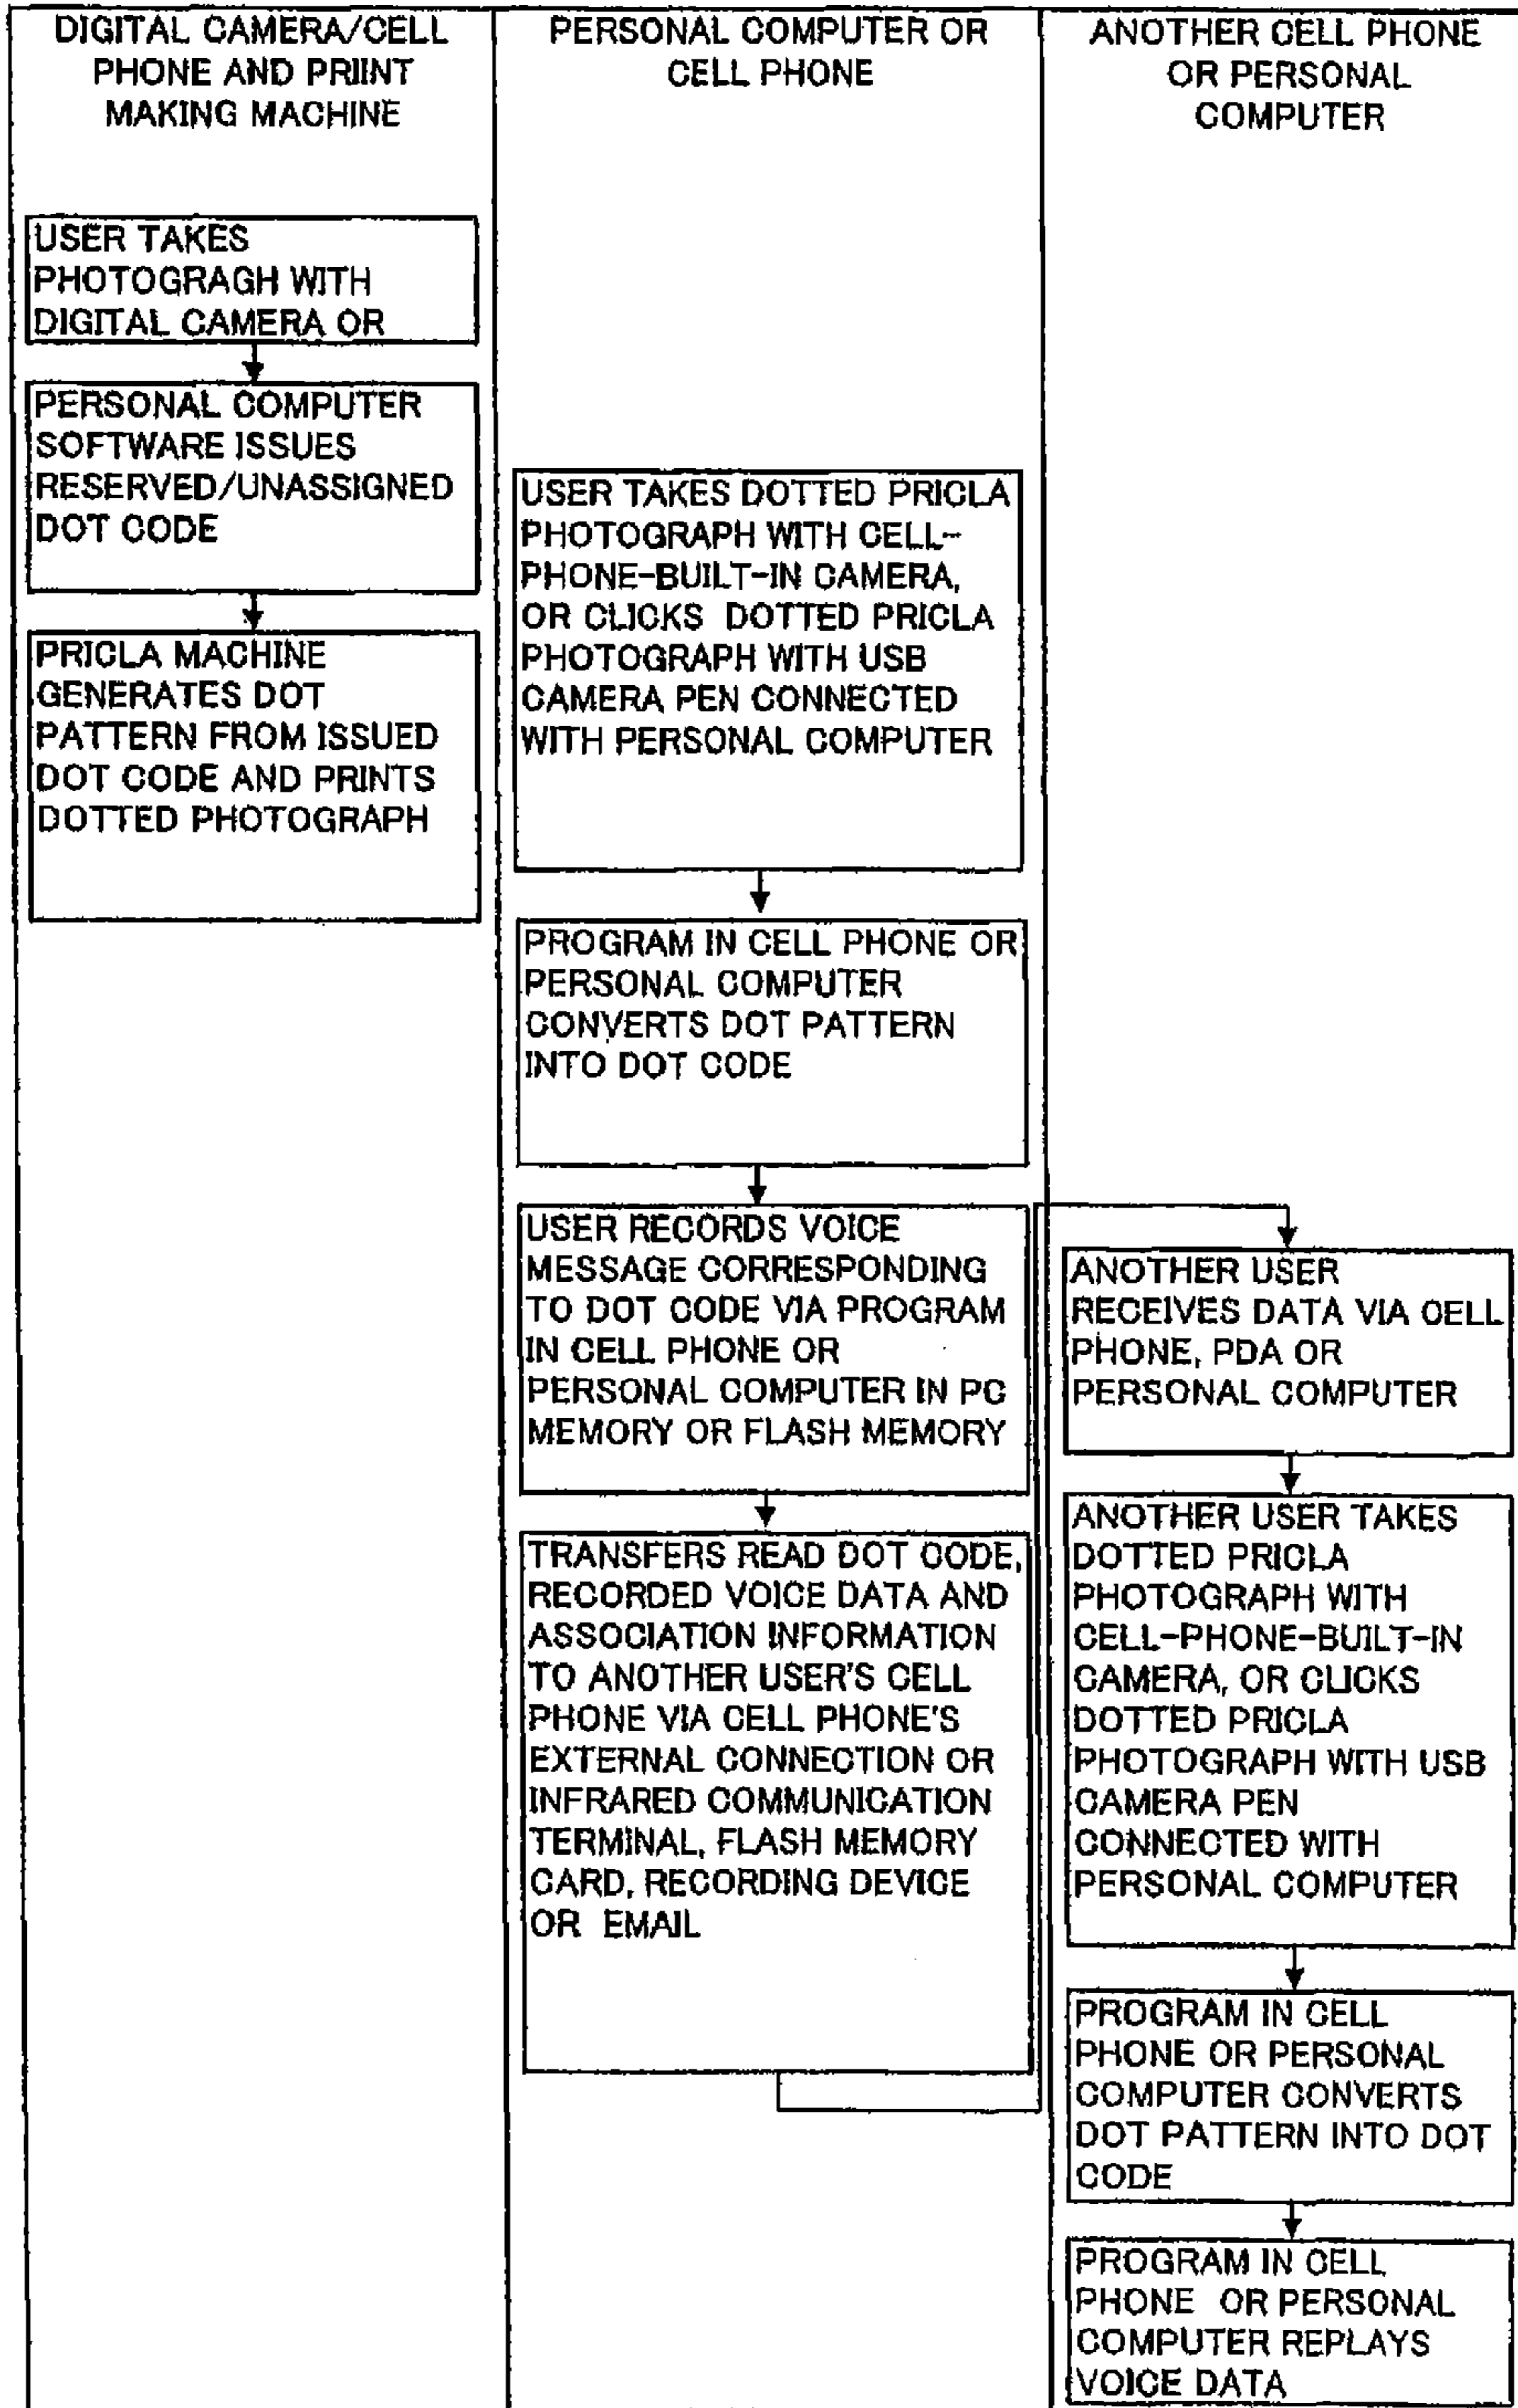 DIGITAL CAMERA/CELL
PHONE AND PRIINT
MAKING MACHINE
USER TAKES
PHOTOGRAGH WITH
DIGITAL CAMERA OR
PERSONAL COMPUTER
SOFTWARE ISSUES
RESERVED/UNASSIGNED
DOT CODE
PRICLA MACHINE
GENERATES DOT
PATTERN FROM ISSUED
DOT CODE AND PRINTS
DOTTED PHOTOGRAPH
PERSONAL COMPUTER OR
CELL PHONE
USER TAKES DOTTED PRICLA
PHOTOGRAPH WITH CELL-
PHONE-BUILT-IN CAMERA,
OR CLICKS DOTTED PRICLA
PHOTOGRAPH WITH USB
CAMERA PEN CONNECTED
WITH PERSONAL COMPUTER
PROGRAM IN CELL PHONE OR
PERSONAL COMPUTER
CONVERTS DOT PATTERN
INTO DOT CODE
USER RECORDS VOICE
MESSAGE CORRESPONDING
TO DOT CODE VIA PROGRAM
IN CELL PHONE OR
PERSONAL COMPUTER IN PC
MEMORY OR FLASH MEMORY
TRANSFERS READ DOT CODE,
RECORDED VOICE DATA AND
ASSOCIATION INFORMATION
TO ANOTHER USER'S CELL
PHONE VIA CELL PHONE'S
EXTERNAL CONNECTION OR
INFRARED COMMUNICATION
TERMINAL, FLASH MEMORY
CARD, RECORDING DEVICE
OR EMAIL
ANOTHER CELL PHONE
OR PERSONAL
COMPUTER
ANOTHER USER
RECEIVES DATA VIA CELL
PHONE, PDA OR
PERSONAL COMPUTER
ANOTHER USER TAKES
DOTTED PRICLA
PHOTOGRAPH WITH
CELL-PHONE-BUILT-IN
CAMERA, OR CLICKS
DOTTED PRICLA
PHOTOGRAPH WITH USB
CAMERA PEN
CONNECTED WITH
PERSONAL COMPUTER
PROGRAM IN CELL
PHONE OR PERSONAL
COMPUTER CONVERTS
DOT PATTERN INTO DOT
CODE
PROGRAM IN CELL
PHONE OR PERSONAL
COMPUTER REPLAYS
VOICE DATA